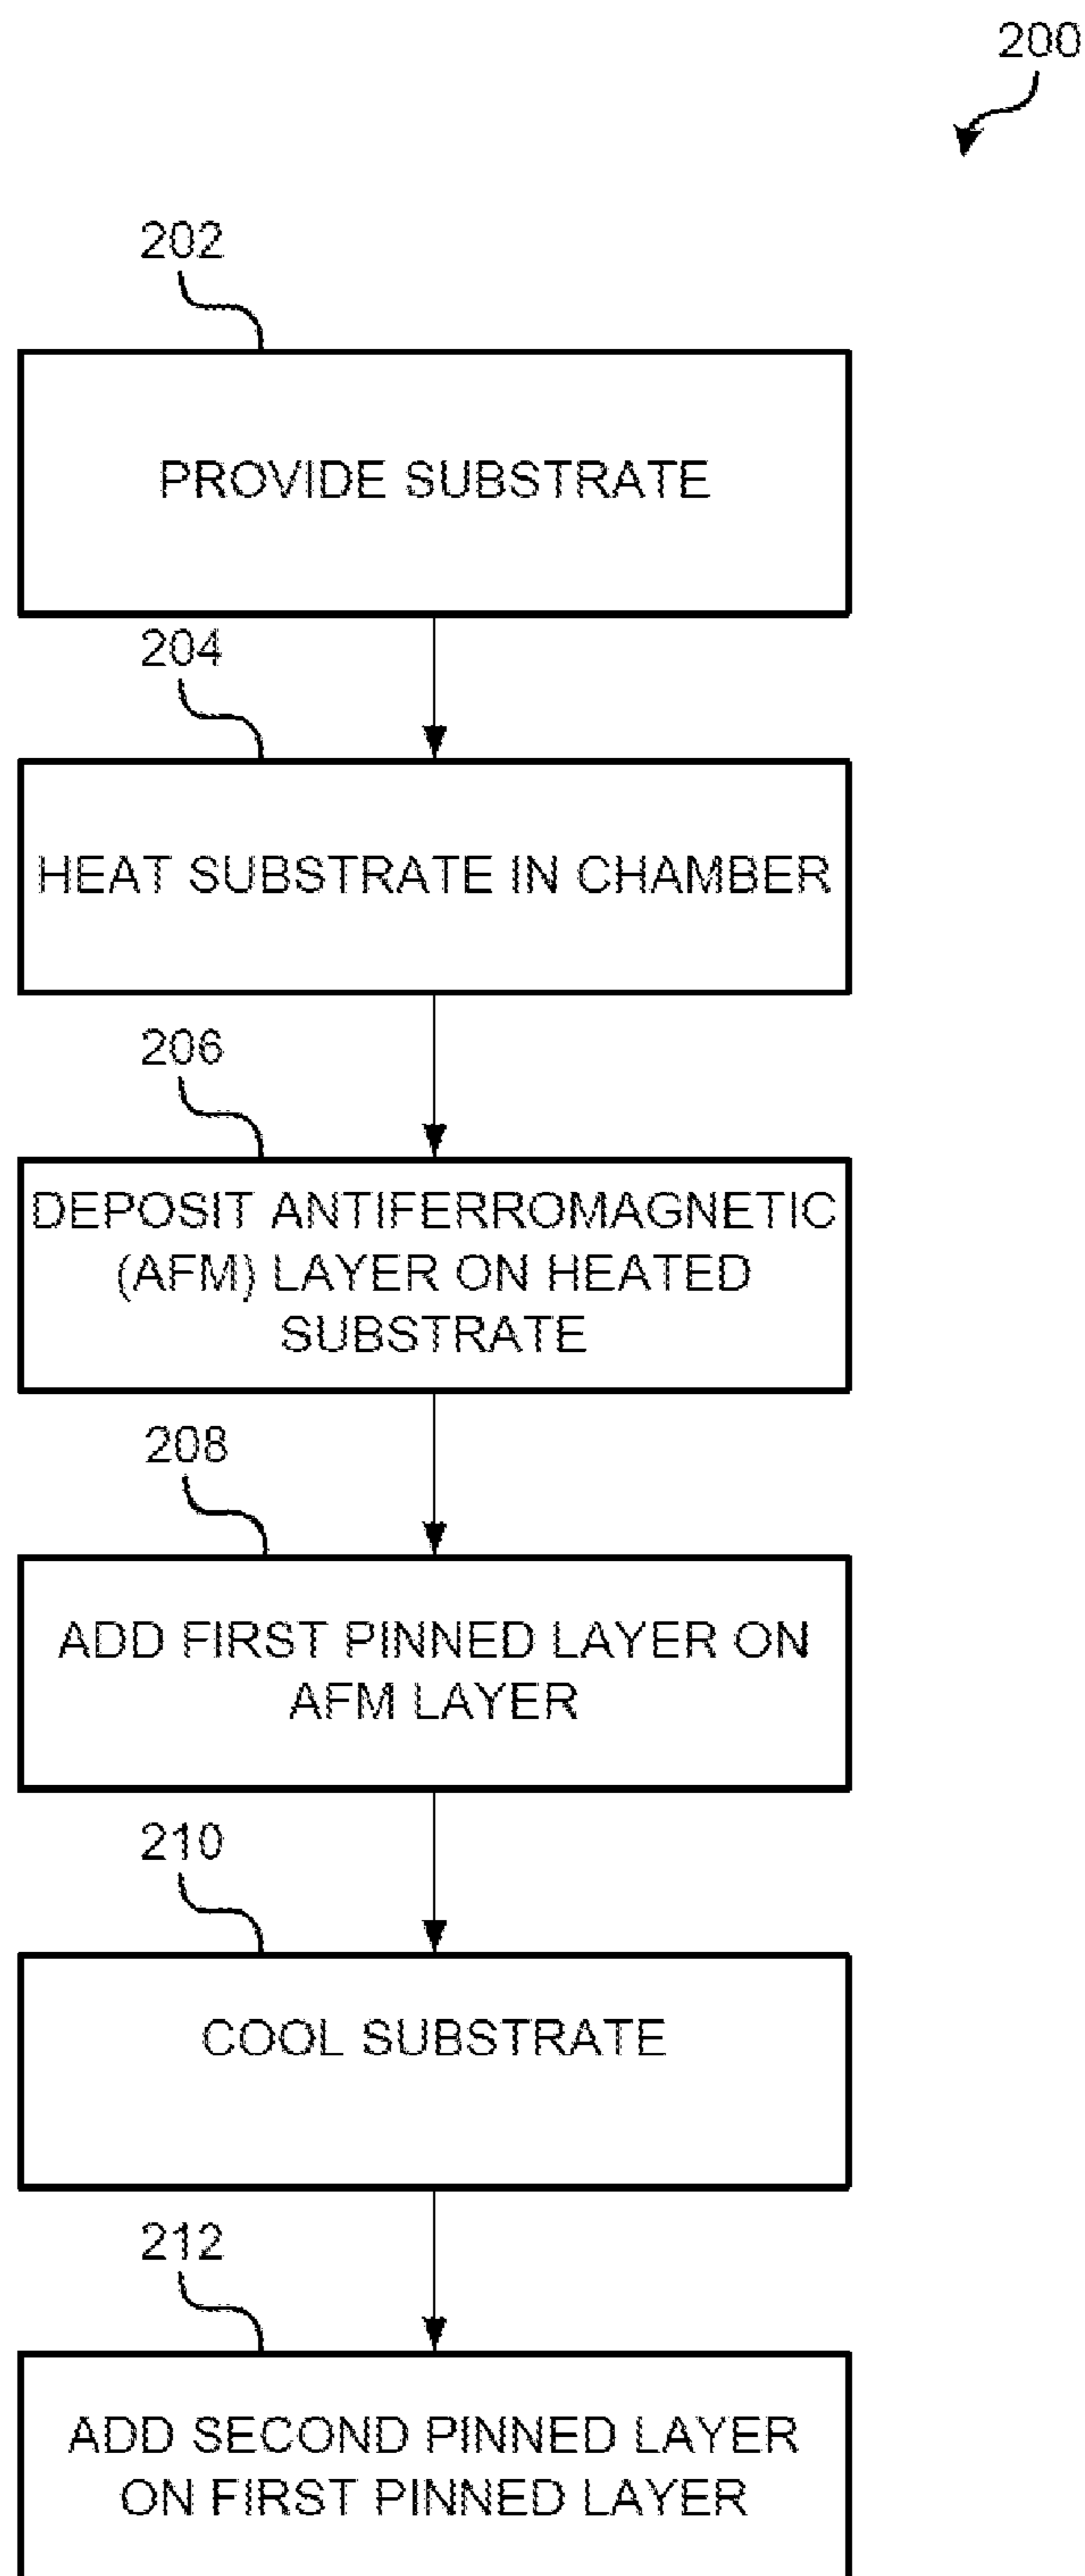 200
202
PROVIDE SUBSTRATE
204
HEAT SUBSTRATE IN CHAMBER
206
DEPOSIT ANTIFERROMAGNETIC
(AFM) LAYER ON HEATED
SUBSTRATE
208
ADD FIRST PINNED LAYER ON
AFM LAYER
210
COOL SUBSTRATE
212
ADD SECOND PINNED LAYER
ON FIRST PINNED LAYER